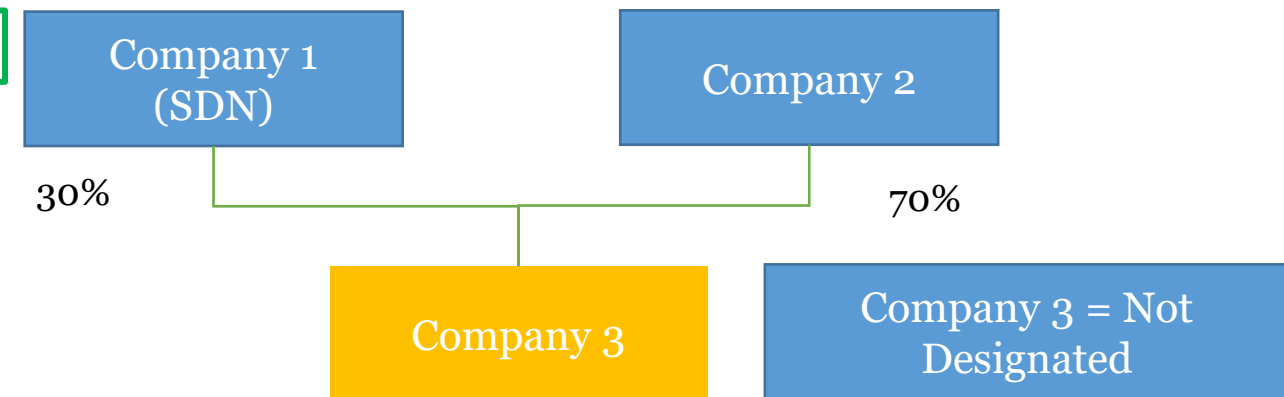 Company 1
(SDN)
Company 2
30%
70%
Company 3
Company 3 = Not
Designated